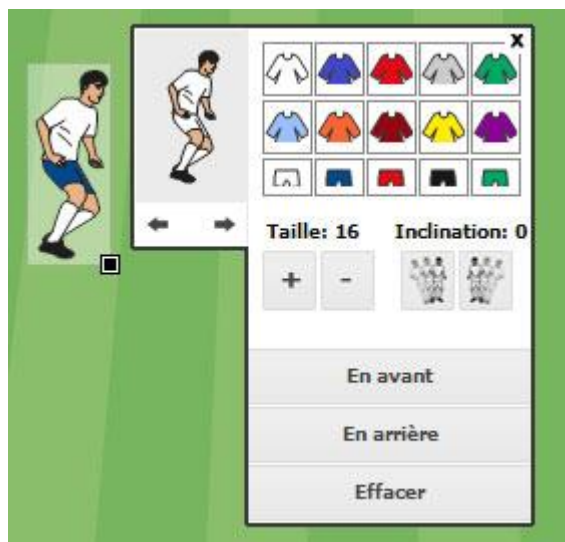 x
Taille: 16 Inclination: 0
+ -
En avant
En arrière
Effacer